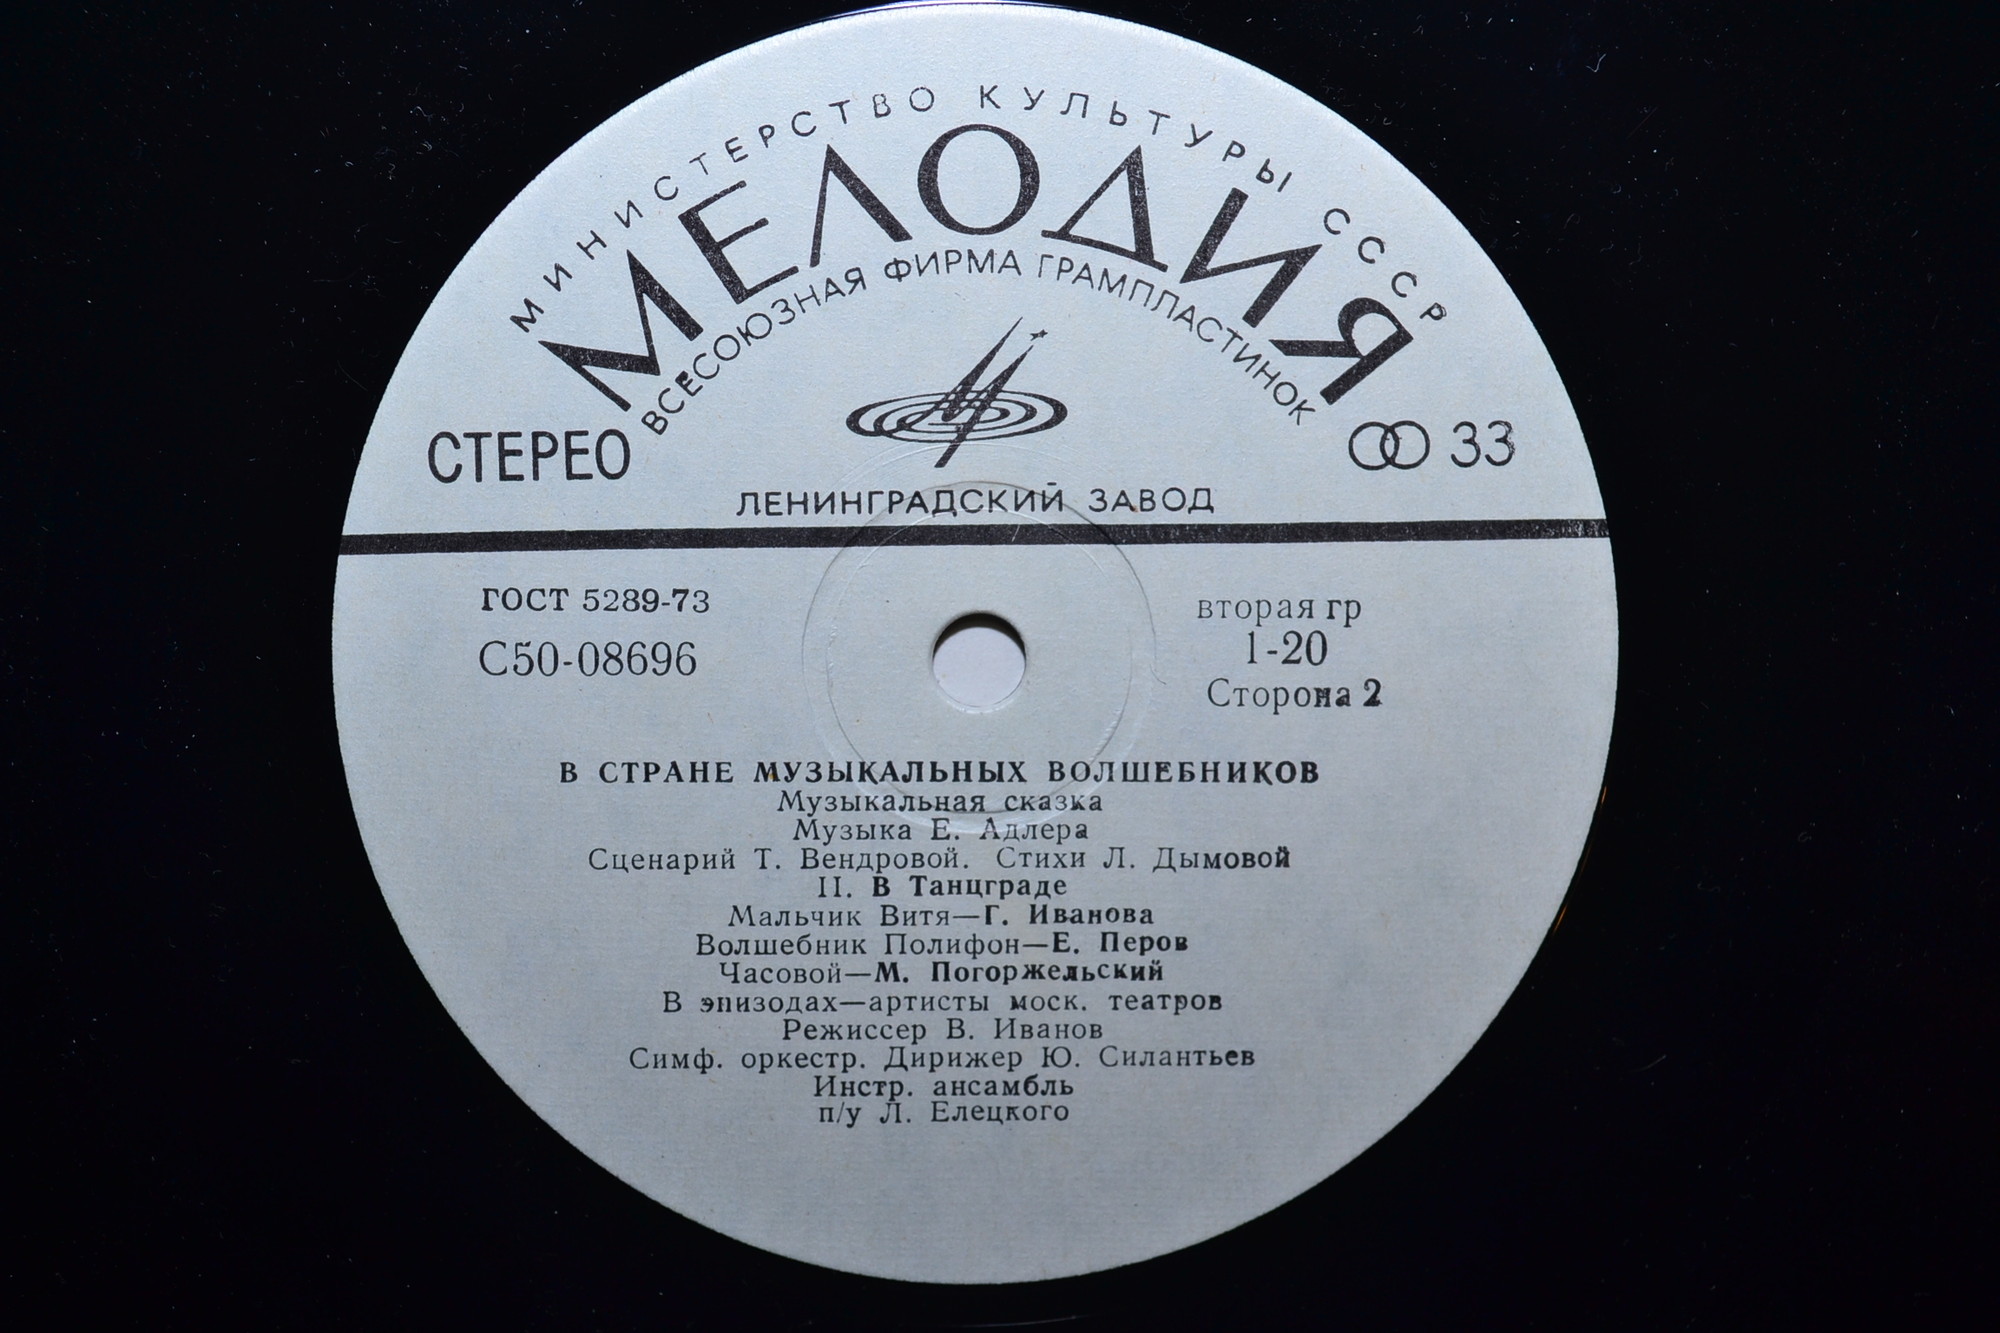 МИНИСТЕРСТВО КУЛЬТУРЫ СССР
МЕЛОДИЯ
ВСЕСОЮЗНАЯ ФИРМА ГРАМПЛАСТИНОК
СТЕРЕО
33
ЛЕНИНГРАДСКИЙ ЗАВОД
ГОСТ 5289-73
С50-08696
вторая гр
1-20
Сторона 2
В СТРАНЕ МУЗЫКАЛЬНЫХ ВОЛШЕБНИКОВ
Музыкальная сказка
Музыка Е. Адлера
Сценарий Т. Вендровой. Стихи Л. Дымовой
II. В Танцграде
Мальчик Витя—Г. Иванова
Волшебник Полифон—Е. Перов
Часовой—М. Погоржельский
В эпизодах—артисты моск. театров
Режиссер В. Иванов
Симф. оркестр. Дирижер Ю. Силантьев
Инстр. ансамбль
п/у Л. Елецкого